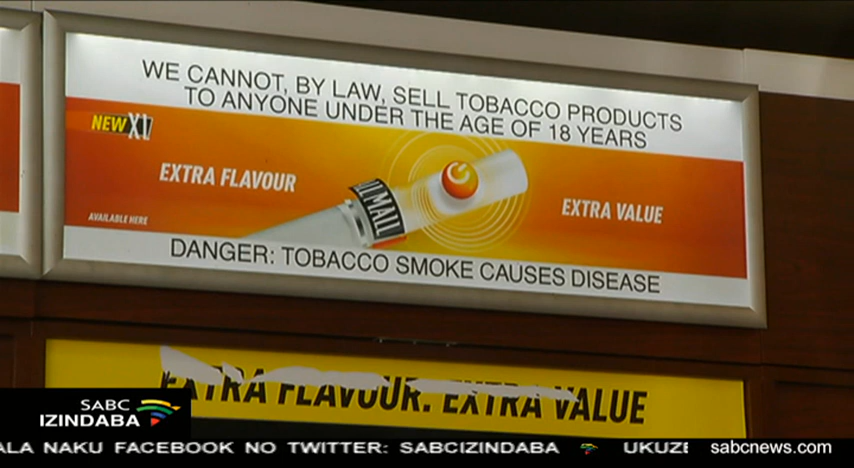 WE CANNOT, BY LAW, SELL TOBACCO PRODUCTS
TO ANYONE UNDER THE AGE OF 18 YEARS
NEW XL
EXTRA FLAVOUR
MALL
EXTRA VALUE
AVAILABLE HERE
DANGER: TOBACCO SMOKE CAUSES DISEASE
EXTRA FLAVOUR. EXTRA VALUE
SABC
IZINDABA
ALA NAKU FACEBOOK NO TWITTER: SABCIZINDABA UKUZE
sabcnews.com